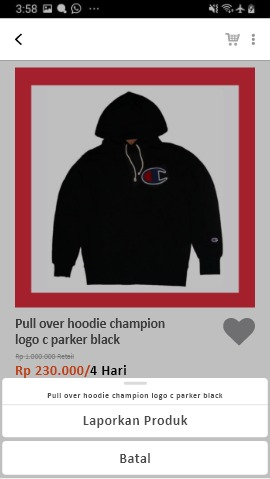 3:58
Pull over hoodie champion
logo c parker black
Rp 1.000.000 Retail
Rp 230.000/4 Hari
Pull over hoodie champion logo c parker black
Laporkan Produk
Batal